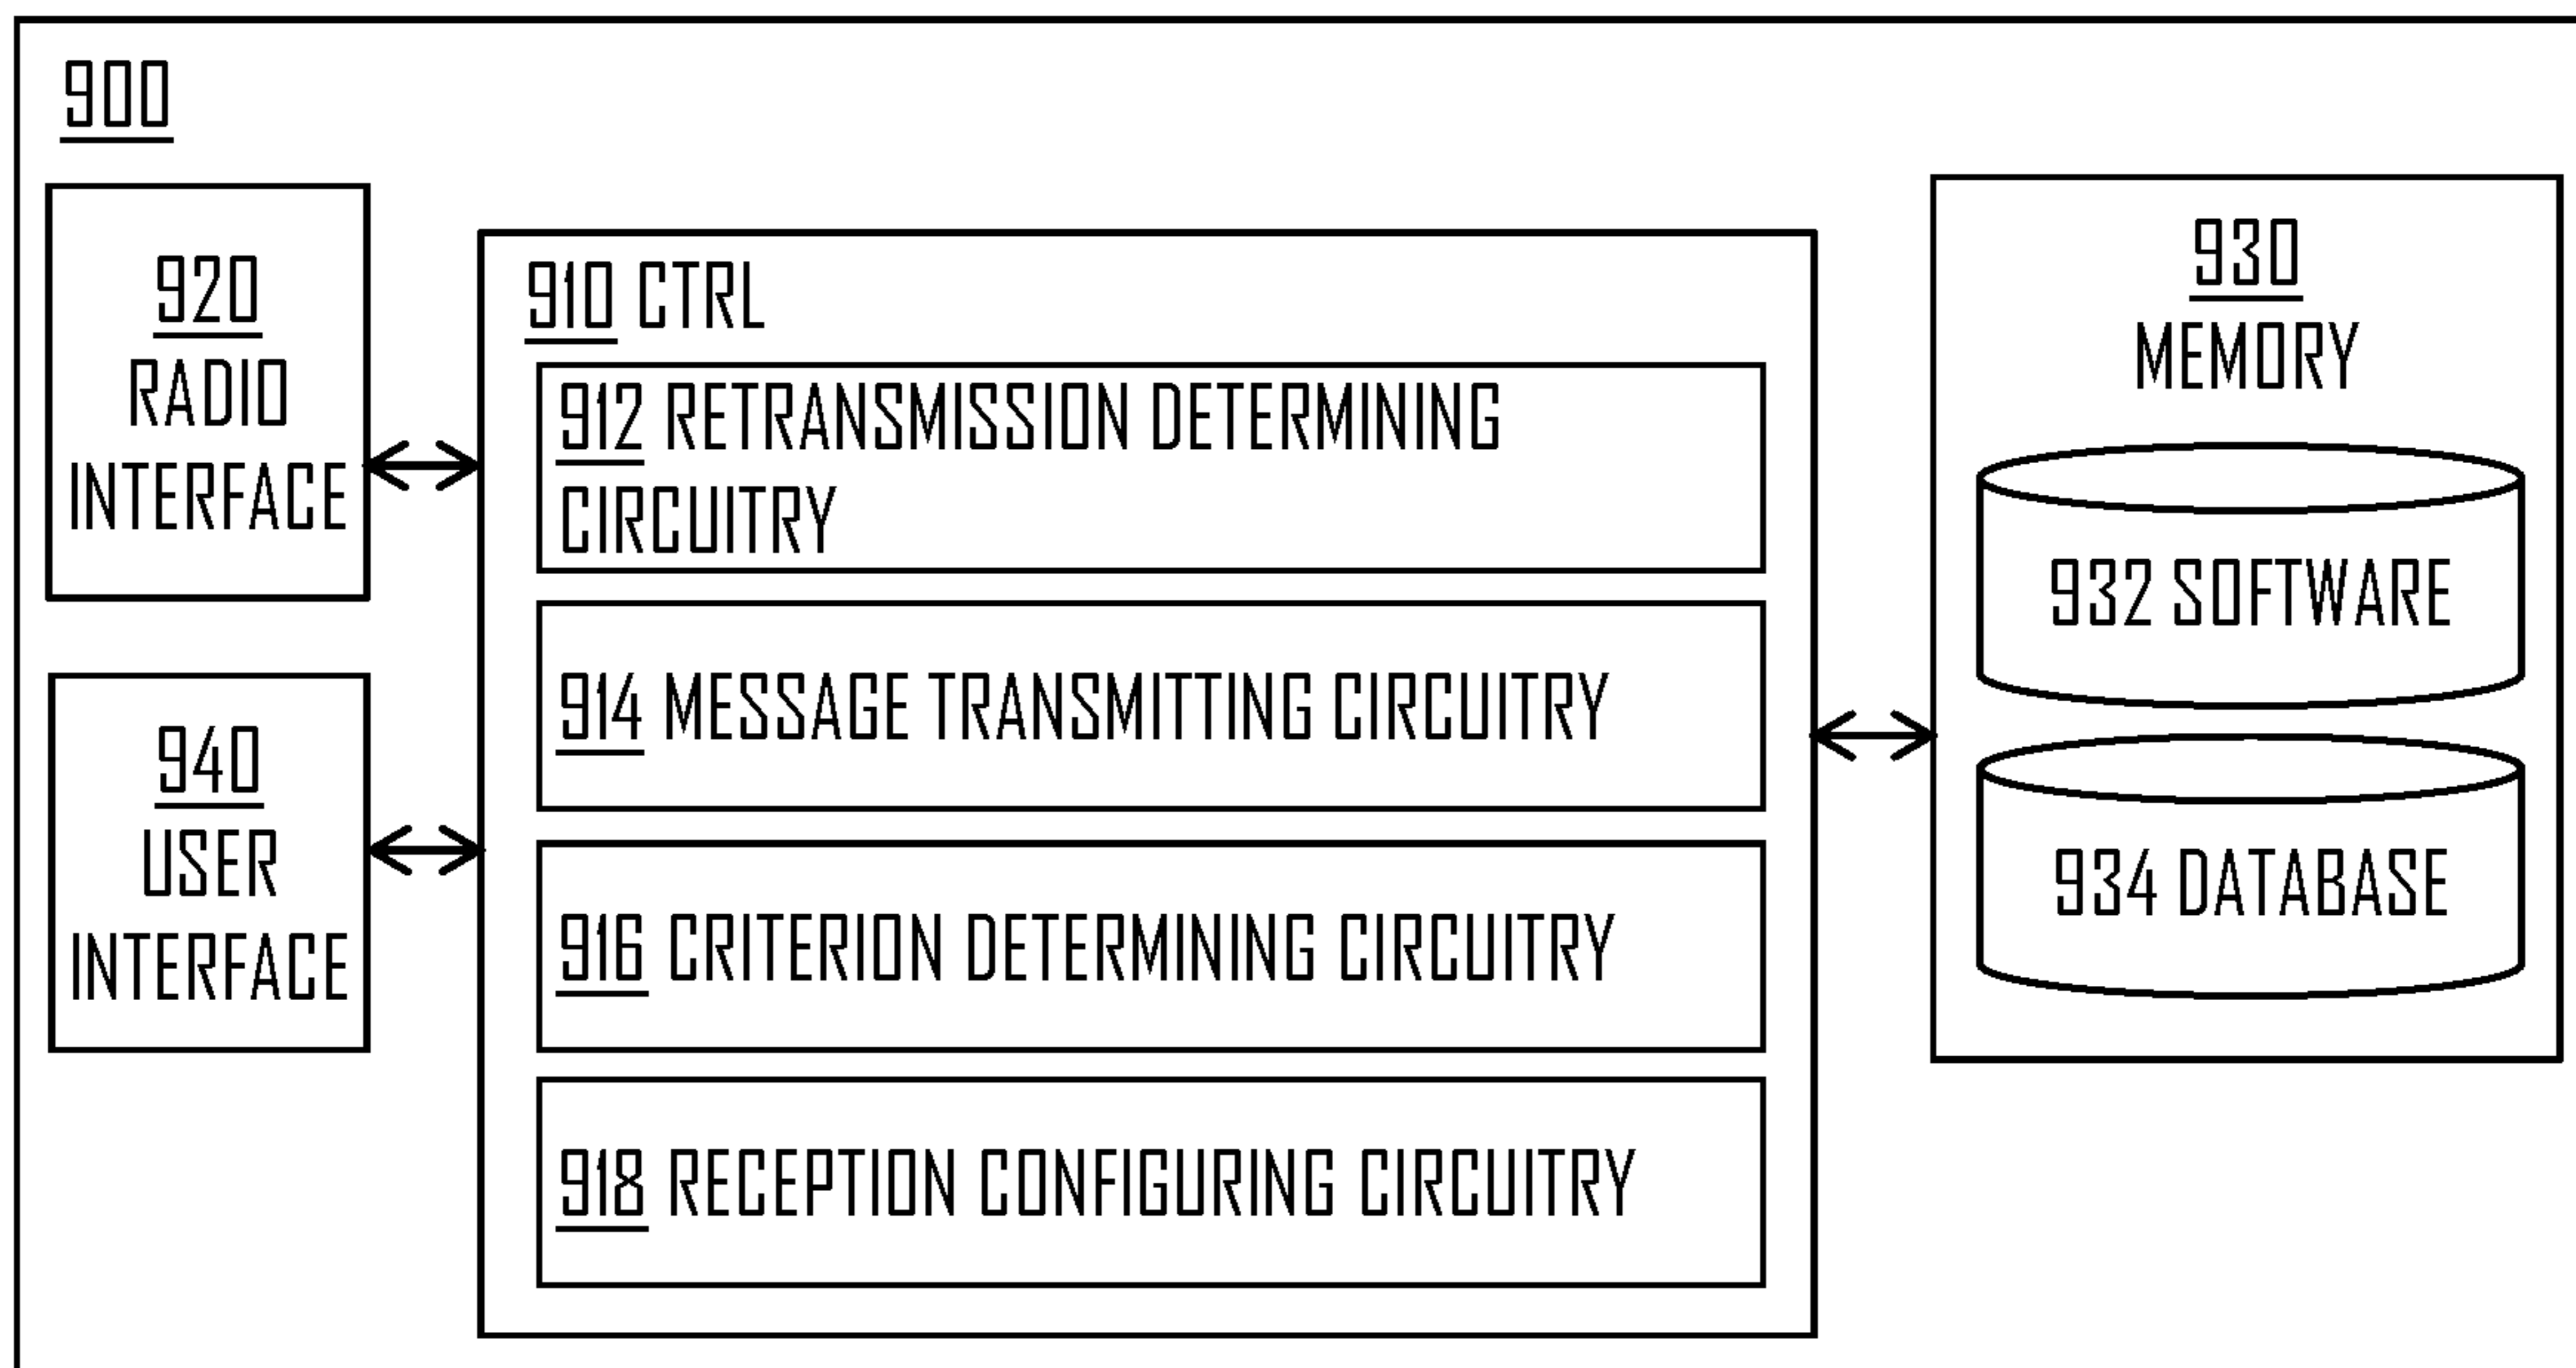 900
920
RADIO
INTERFACE
940
USER
INTERFACE
910 CTRL
912 RETRANSMISSION DETERMINING
CIRCUITRY
914 MESSAGE TRANSMITTING CIRCUITRY
916 CRITERION DETERMINING CIRCUITRY
918 RECEPTION CONFIGURING CIRCUITRY
930
MEMORY
932 SOFTWARE
934 DATABASE